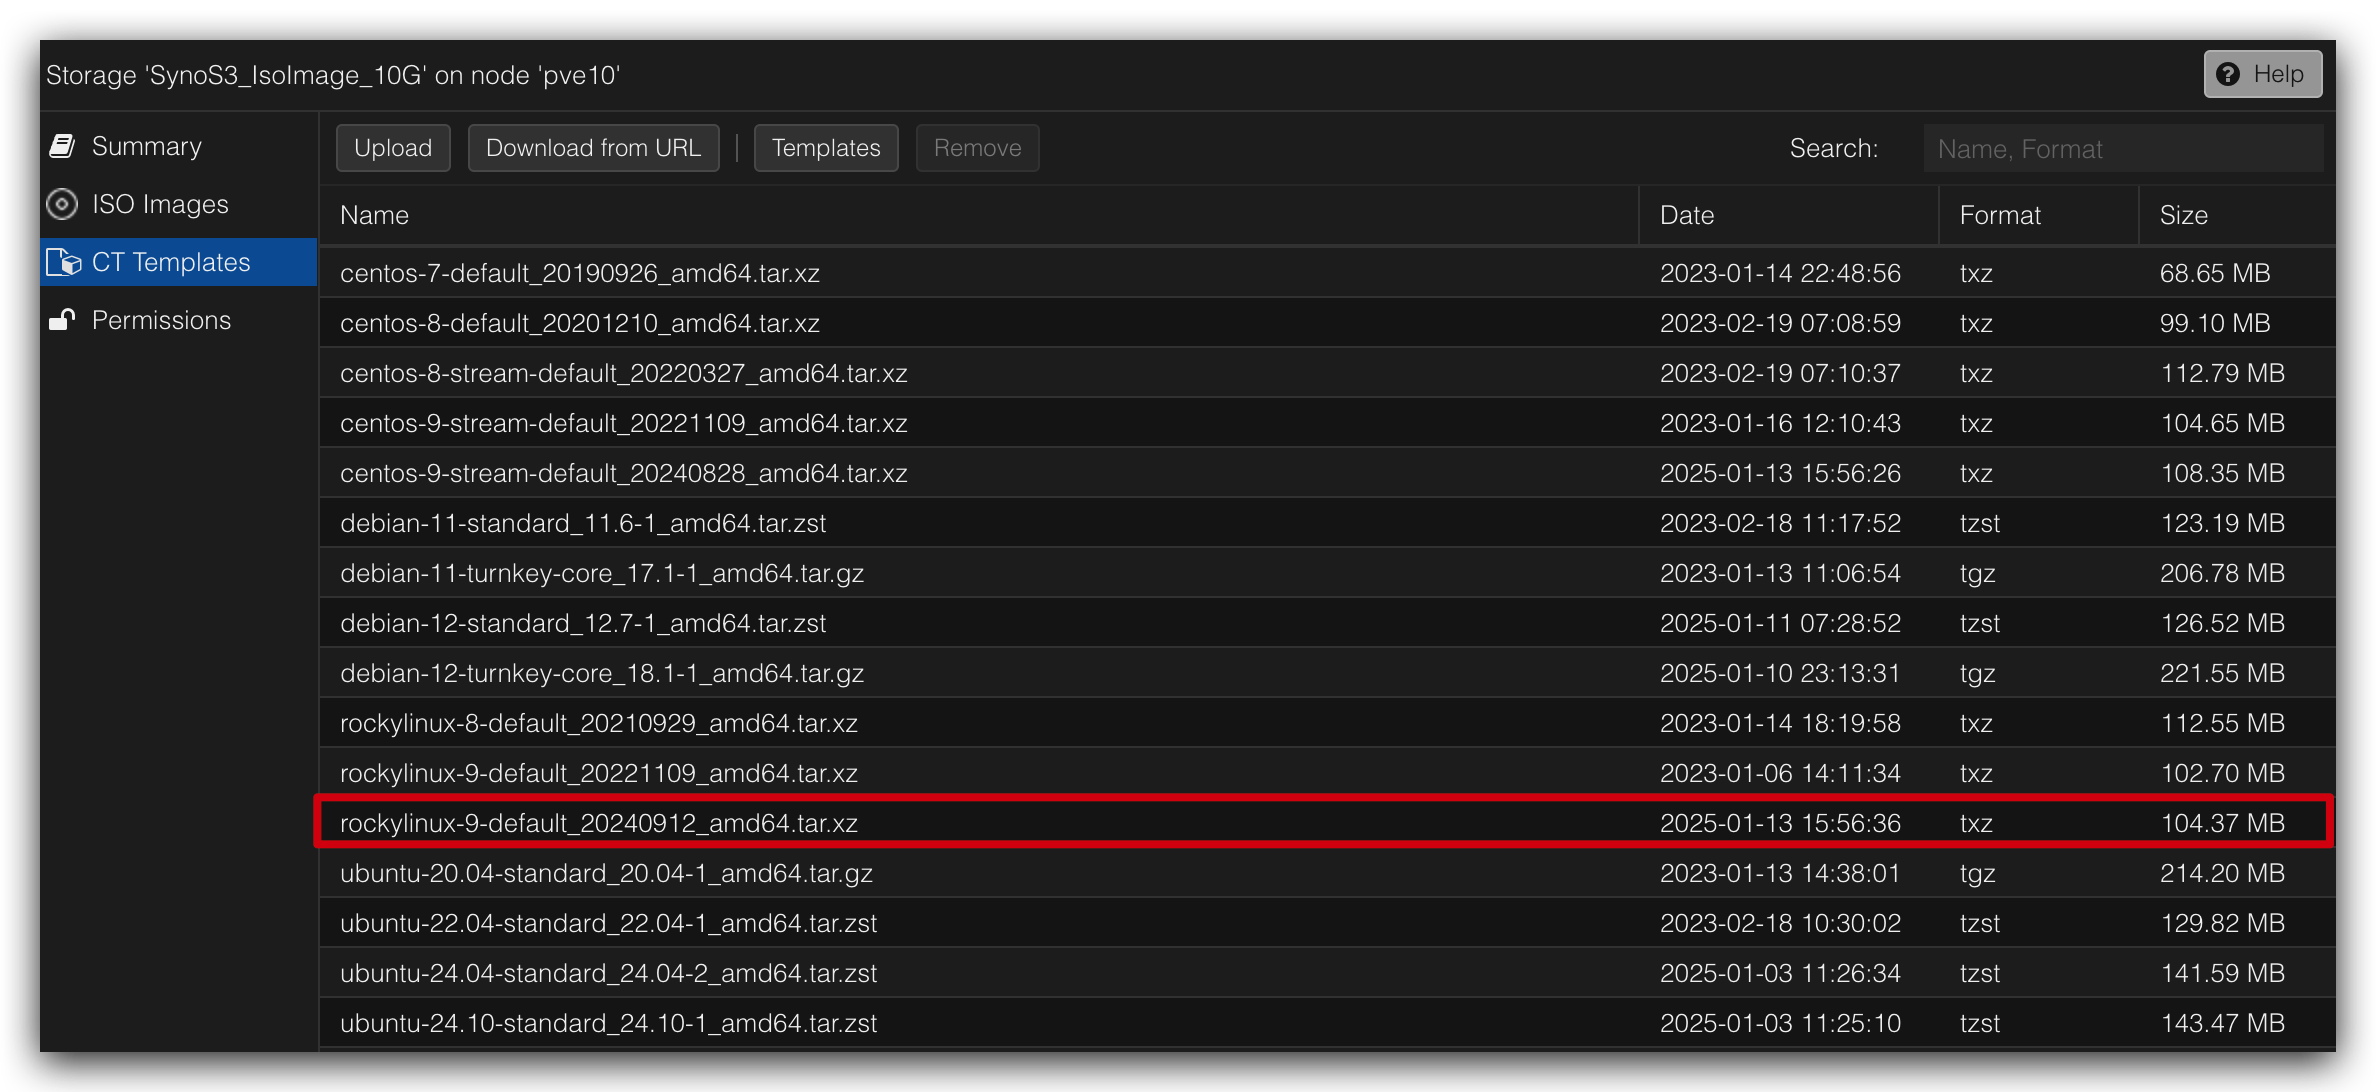 Storage 'SynoS3_IsoImage_10G' on node 'pve10'
Help
Summary
ISO Images
CT Templates
Permissions
Upload Download from URL | Templates Remove Search: Name, Format
Name Date Format Size
centos-7-default_20190926_amd64.tar.xz 2023-01-14 22:48:56 txz 68.65 MB
centos-8-default_20201210_amd64.tar.xz 2023-02-19 07:08:59 txz 99.10 MB
centos-8-stream-default_20220327_amd64.tar.xz 2023-02-19 07:10:37 txz 112.79 MB
centos-9-stream-default_20221109_amd64.tar.xz 2023-01-16 12:10:43 txz 104.65 MB
centos-9-stream-default_20240828_amd64.tar.xz 2025-01-13 15:56:26 txz 108.35 MB
debian-11-standard_11.6-1_amd64.tar.zst 2023-02-18 11:17:52 tzst 123.19 MB
debian-11-turnkey-core_17.1-1_amd64.tar.gz 2023-01-13 11:06:54 tgz 206.78 MB
debian-12-standard_12.7-1_amd64.tar.zst 2025-01-11 07:28:52 tzst 126.52 MB
debian-12-turnkey-core_18.1-1_amd64.tar.gz 2025-01-10 23:13:31 tgz 221.55 MB
rockylinux-8-default_20210929_amd64.tar.xz 2023-01-14 18:19:58 txz 112.55 MB
rockylinux-9-default_20221109_amd64.tar.xz 2023-01-06 14:11:34 txz 102.70 MB
rockylinux-9-default_20240912_amd64.tar.xz 2025-01-13 15:56:36 txz 104.37 MB
ubuntu-20.04-standard_20.04-1_amd64.tar.gz 2023-01-13 14:38:01 tgz 214.20 MB
ubuntu-22.04-standard_22.04-1_amd64.tar.zst 2023-02-18 10:30:02 tzst 129.82 MB
ubuntu-24.04-standard_24.04-2_amd64.tar.zst 2025-01-03 11:26:34 tzst 141.59 MB
ubuntu-24.10-standard_24.10-1_amd64.tar.zst 2025-01-03 11:25:10 tzst 143.47 MB